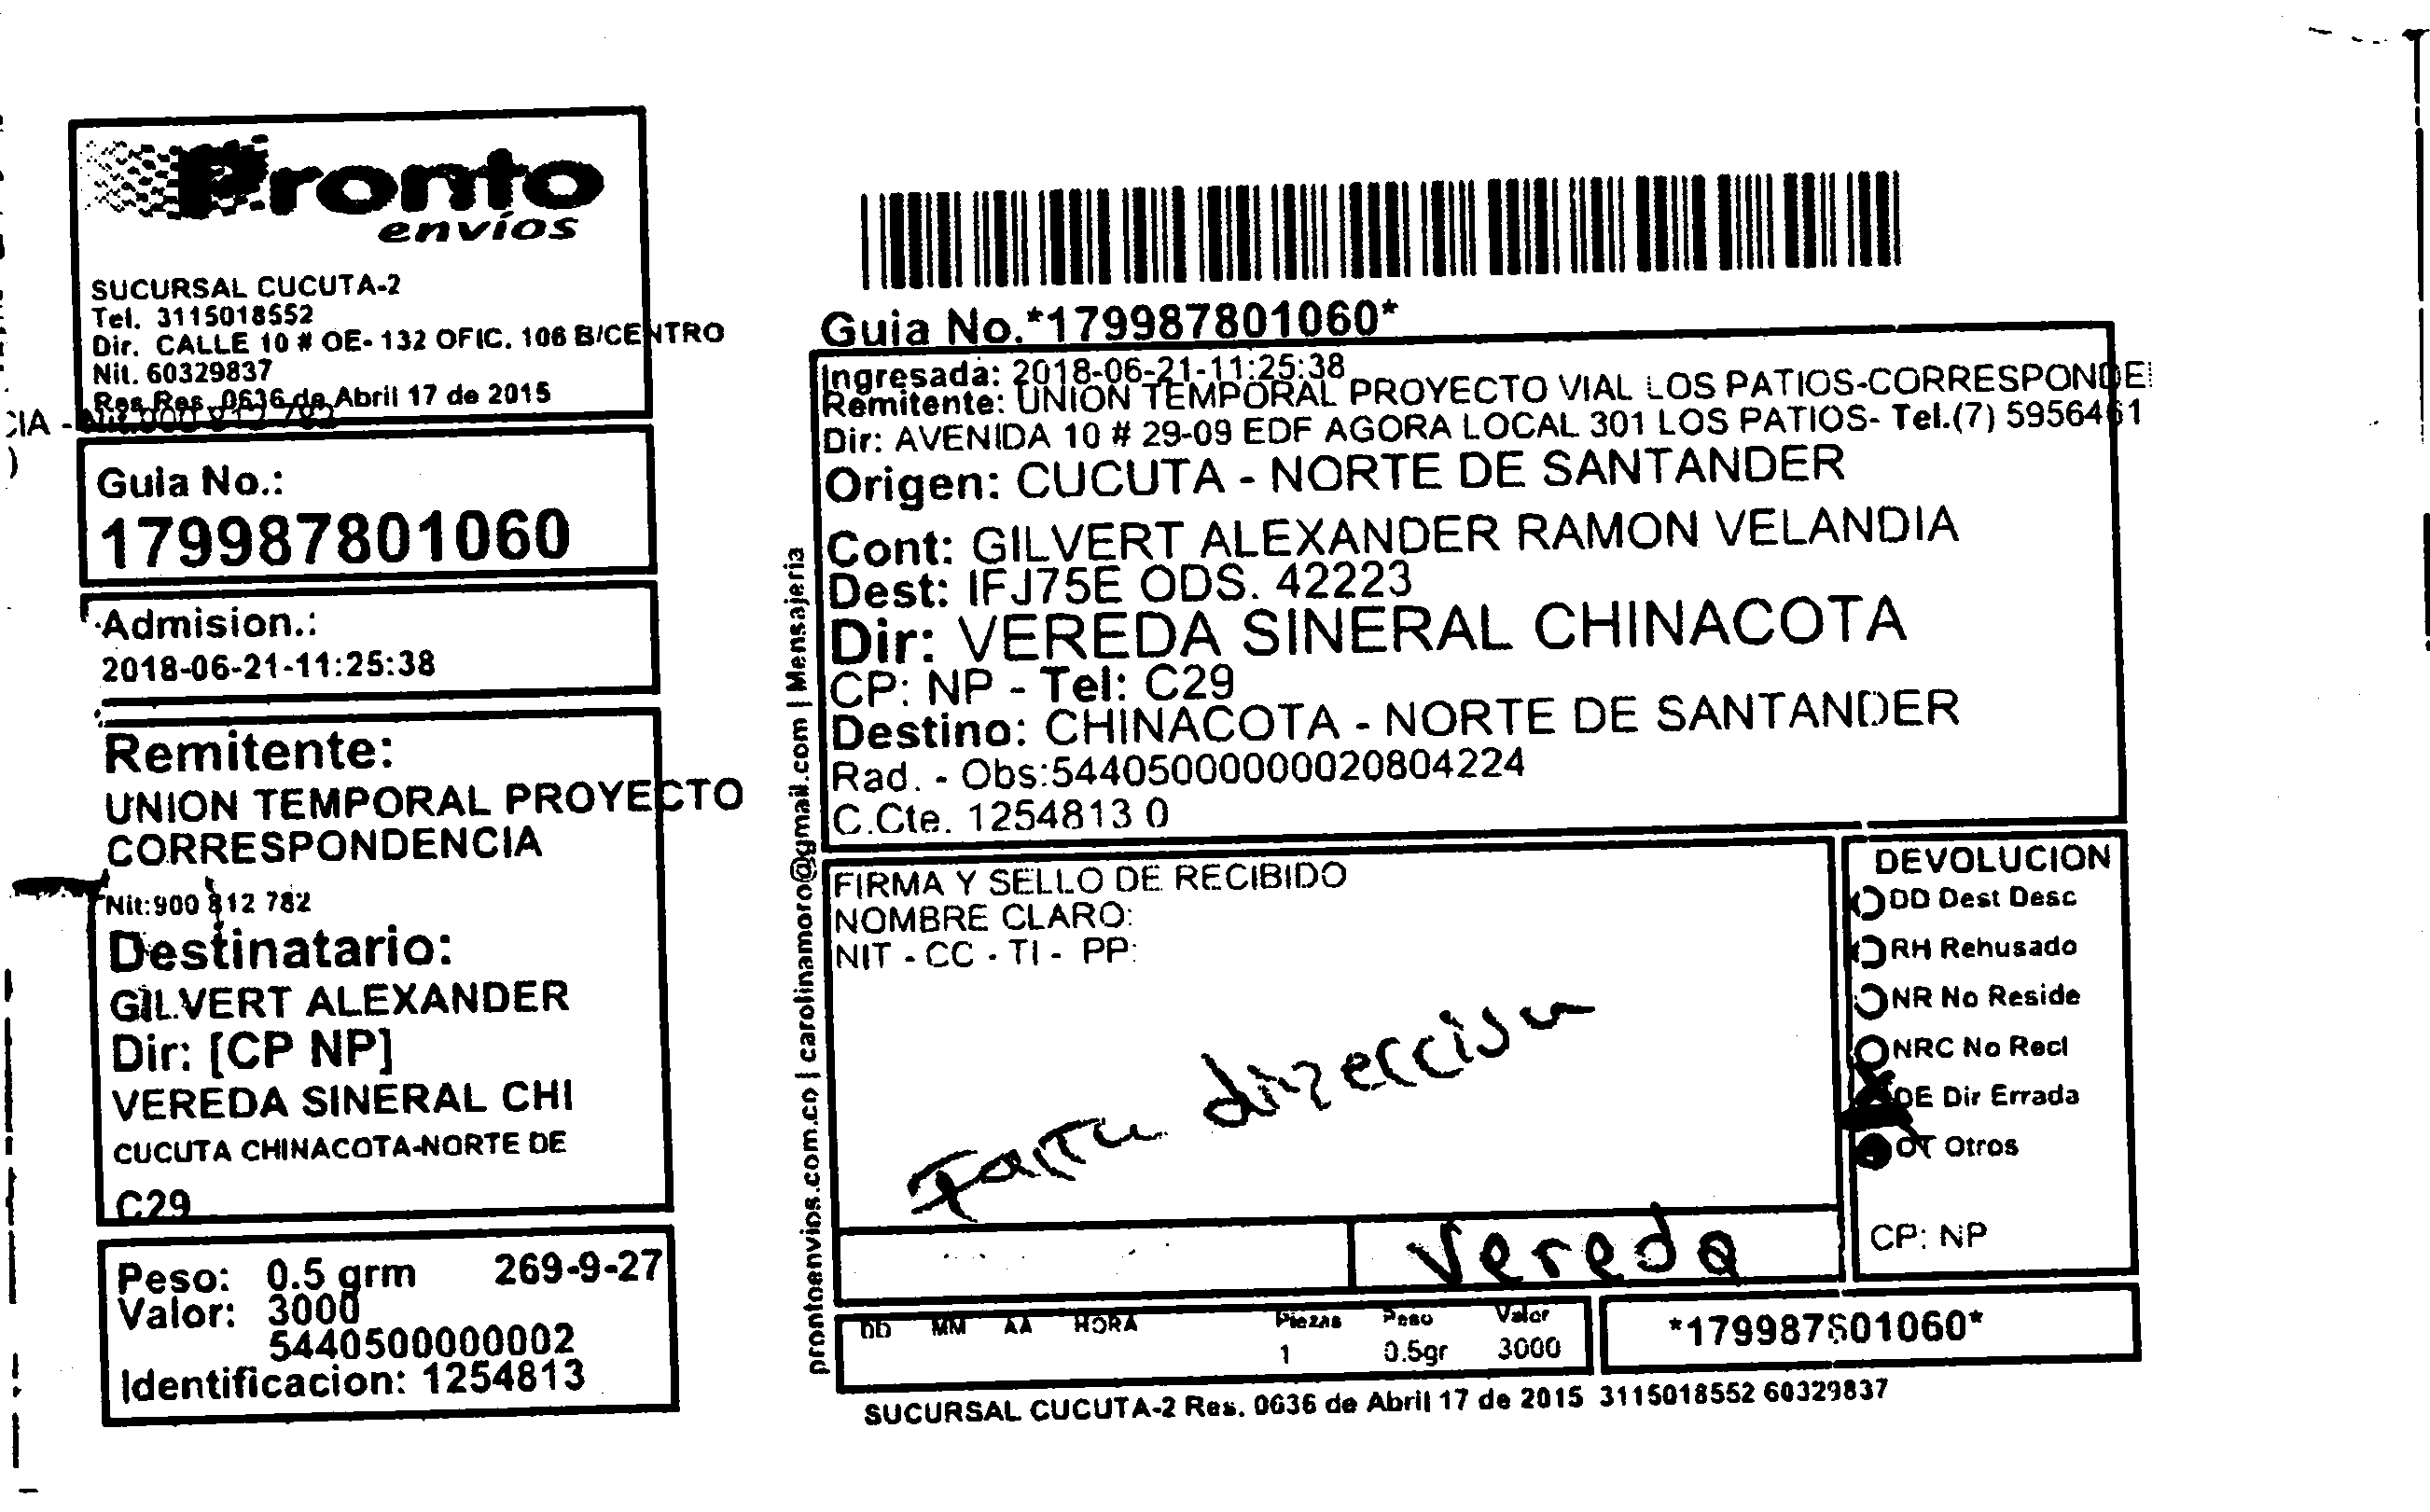 Pronto
envíos
SUCURSAL CUCUTA-2
Tel. 3115018552
Dir. CALLE 10 # OE- 132 OFIC. 106 B/CENTRO
Nit. 60329837
Res Res. 0636 de Abril 17 de 2015
CIA - Nit 900 812 782
)
Guia No.:
179987801060
Admision.:
2018-06-21-11:25:38
Remitente:
UNION TEMPORAL PROYECTO
CORRESPONDENCIA
Nit:900 812 782
Destinatario:
GILVERT ALEXANDER
Dir: [CP NP]
VEREDA SINERAL CHI
CUCUTA CHINACOTA-NORTE DE
C29
Peso: 0.5 grm 269-9-27
Valor: 3000
5440500000002
Identificacion: 1254813
prontoenvios.com.co | carolinamoro@gmail.com | Mensajeria
Guia No.*179987801060*
Ingresada: 2018-06-21-11:25:38
Remitente: UNION TEMPORAL PROYECTO VIAL LOS PATIOS-CORRESPONDE
Dir: AVENIDA 10 # 29-09 EDF AGORA LOCAL 301 LOS PATIOS- Tel.(7) 5956461
Origen: CUCUTA - NORTE DE SANTANDER
Cont: GILVERT ALEXANDER RAMON VELANDIA
Dest: IFJ75E ODS. 42223
Dir: VEREDA SINERAL CHINACOTA
CP: NP - Tel: C29
Destino: CHINACOTA - NORTE DE SANTANDER
Rad. - Obs:544050000000020804224
C.Cte. 1254813 0
FIRMA Y SELLO DE RECIBIDO
NOMBRE CLARO:
NIT - CC - TI - PP:
Vereda
DEVOLUCION
DD Dest Desc
RH Rehusado
NR No Reside
NRC No Recl
DE Dir Errada
OT Otros
CP: NP
DD MM AA HORA Piezas Peso Valor
1 0.5gr 3000
*179987801060*
SUCURSAL CUCUTA-2 Res. 0636 de Abril 17 de 2015 3115018552 60329837